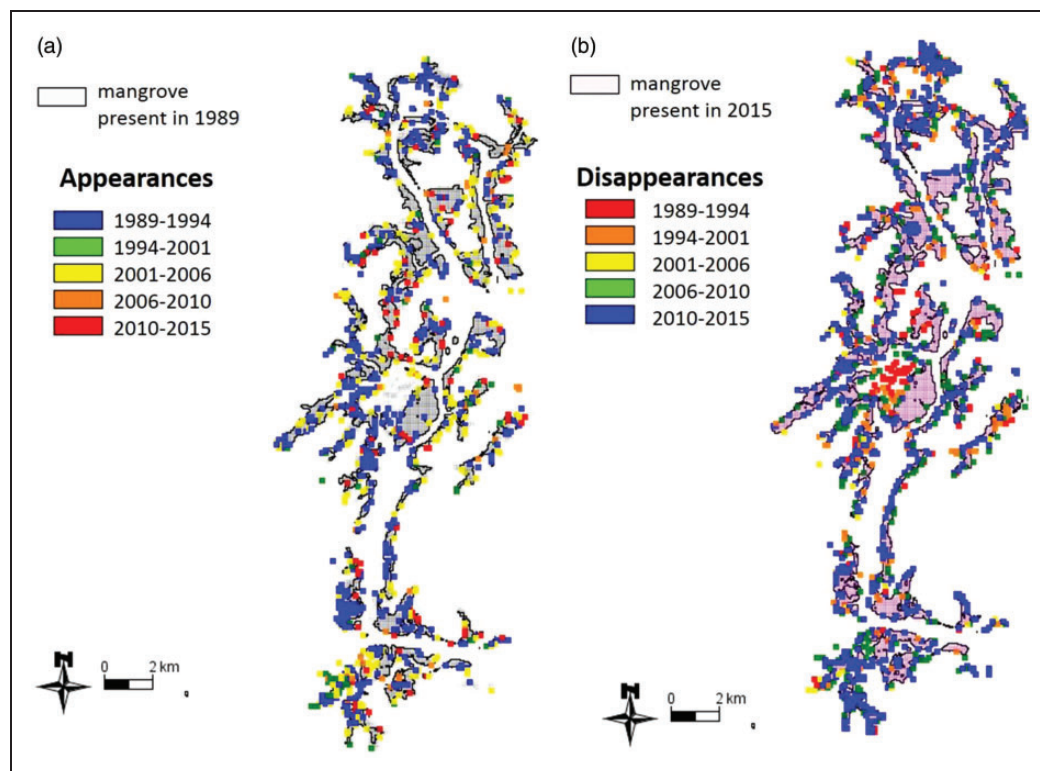 (a)
mangrove
present in 1989
Appearances
1989-1994
1994-2001
2001-2006
2006-2010
2010-2015
N
0 2 km
(b)
mangrove
present in 2015
Disappearances
1989-1994
1994-2001
2001-2006
2006-2010
2010-2015
N
0 2 km